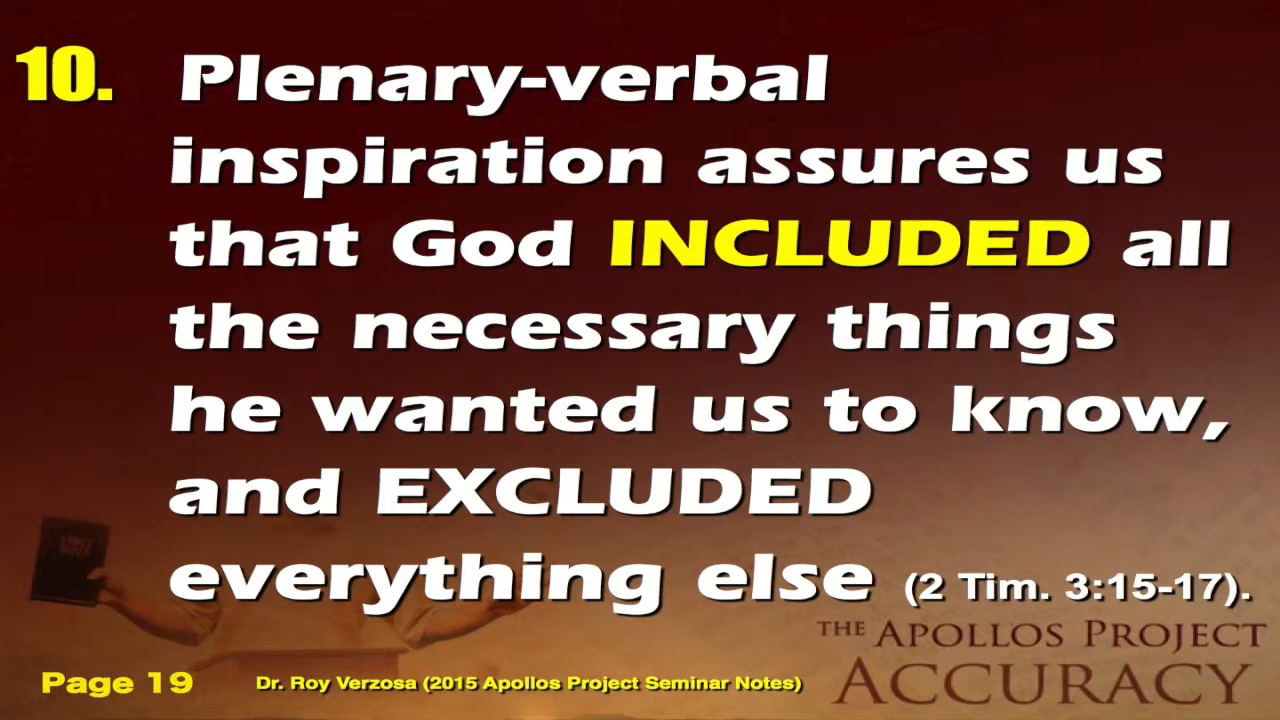 10. Plenary-verbal
inspiration assures us
that God INCLUDED all
the necessary things
he wanted us to know,
and EXCLUDED
everything else (2 Tim. 3:15-17).
THE APOLLOS PROJECT
ACCURACY
Page 19 Dr. Roy Verzosa (2015 Apollos Project Seminar Notes)
HOLY
BIBLE